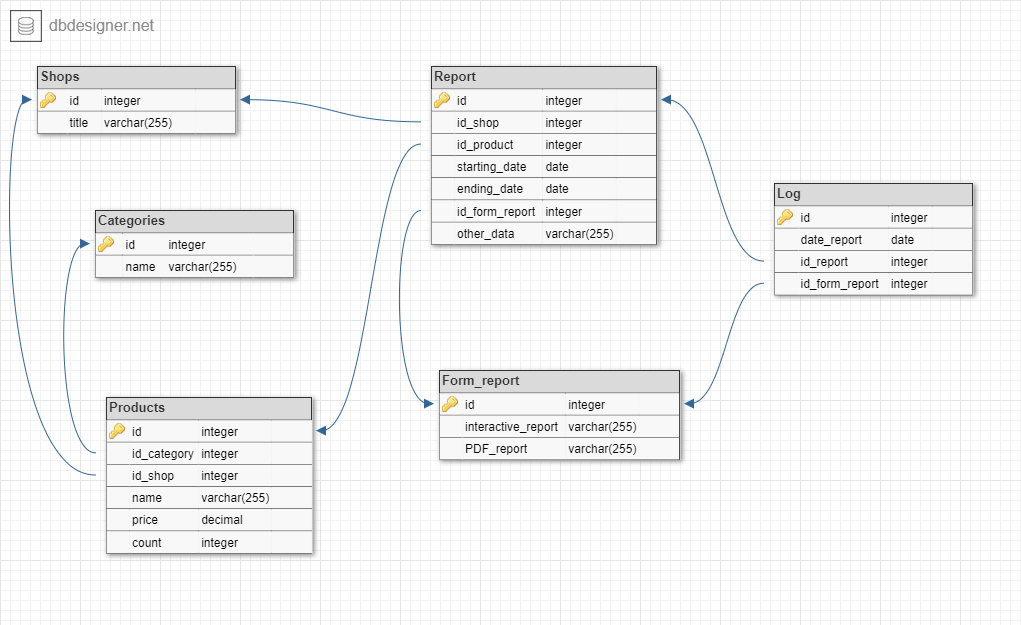 dbdesigner.net
Shops
id integer
title varchar(255)
Categories
id integer
name varchar(255)
Products
id integer
id_category integer
id_shop integer
name varchar(255)
price decimal
count integer
Report
id integer
id_shop integer
id_product integer
starting_date date
ending_date date
id_form_report integer
other_data varchar(255)
Form_report
id integer
interactive_report varchar(255)
PDF_report varchar(255)
Log
id integer
date_report date
id_report integer
id_form_report integer